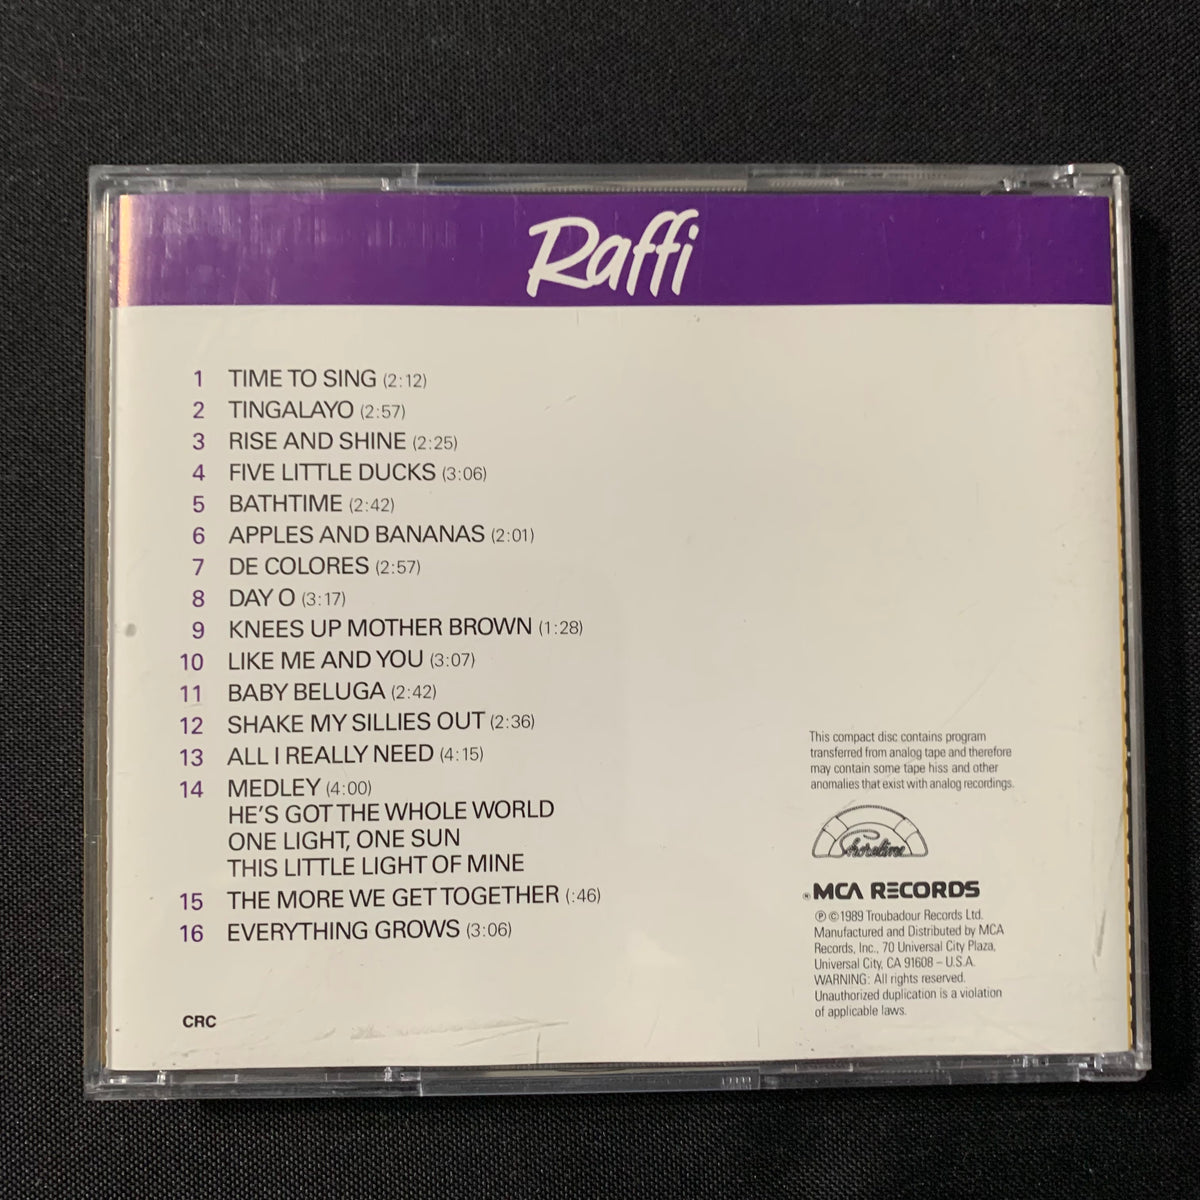 Raffi
1 TIME TO SING (2:12)
2 TINGALAYO (2:57)
3 RISE AND SHINE (2:25)
4 FIVE LITTLE DUCKS (3:06)
5 BATHTIME (2:42)
6 APPLES AND BANANAS (2:01)
7 DE COLORES (2:57)
8 DAY O (3:17)
9 KNEES UP MOTHER BROWN (1:28)
10 LIKE ME AND YOU (3:07)
11 BABY BELUGA (2:42)
12 SHAKE MY SILLIES OUT (2:36)
13 ALL I REALLY NEED (4:15)
14 MEDLEY (4:00)
HE'S GOT THE WHOLE WORLD
ONE LIGHT, ONE SUN
THIS LITTLE LIGHT OF MINE
15 THE MORE WE GET TOGETHER (:46)
16 EVERYTHING GROWS (3:06)
CRC
This compact disc contains program
transferred from analog tape and therefore
may contain some tape hiss and other
anomalies that exist with analog recordings.
Shoreline
® MCA RECORDS
℗ © 1989 Troubadour Records Ltd.
Manufactured and Distributed by MCA
Records, Inc., 70 Universal City Plaza,
Universal City, CA 91608 – U.S.A.
WARNING: All rights reserved.
Unauthorized duplication is a violation
of applicable laws.